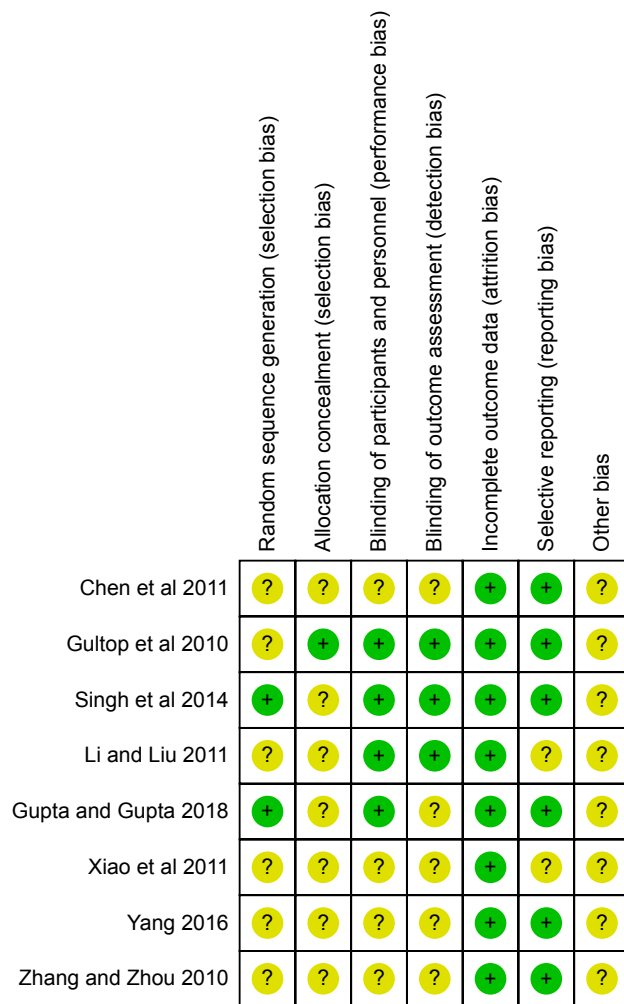 Random sequence generation (selection bias)
Allocation concealment (selection bias)
Blinding of participants and personnel (performance bias)
Blinding of outcome assessment (detection bias)
Incomplete outcome data (attrition bias)
Selective reporting (reporting bias)
Other bias
Chen et al 2011 ? ? ? ? + + ?
Gultop et al 2010 ? + + + + + ?
Singh et al 2014 + ? + + + + ?
Li and Liu 2011 ? ? + + + ? ?
Gupta and Gupta 2018 + ? + ? + + ?
Xiao et al 2011 ? ? ? ? + ? ?
Yang 2016 ? ? ? ? + + ?
Zhang and Zhou 2010 ? ? ? ? + + ?